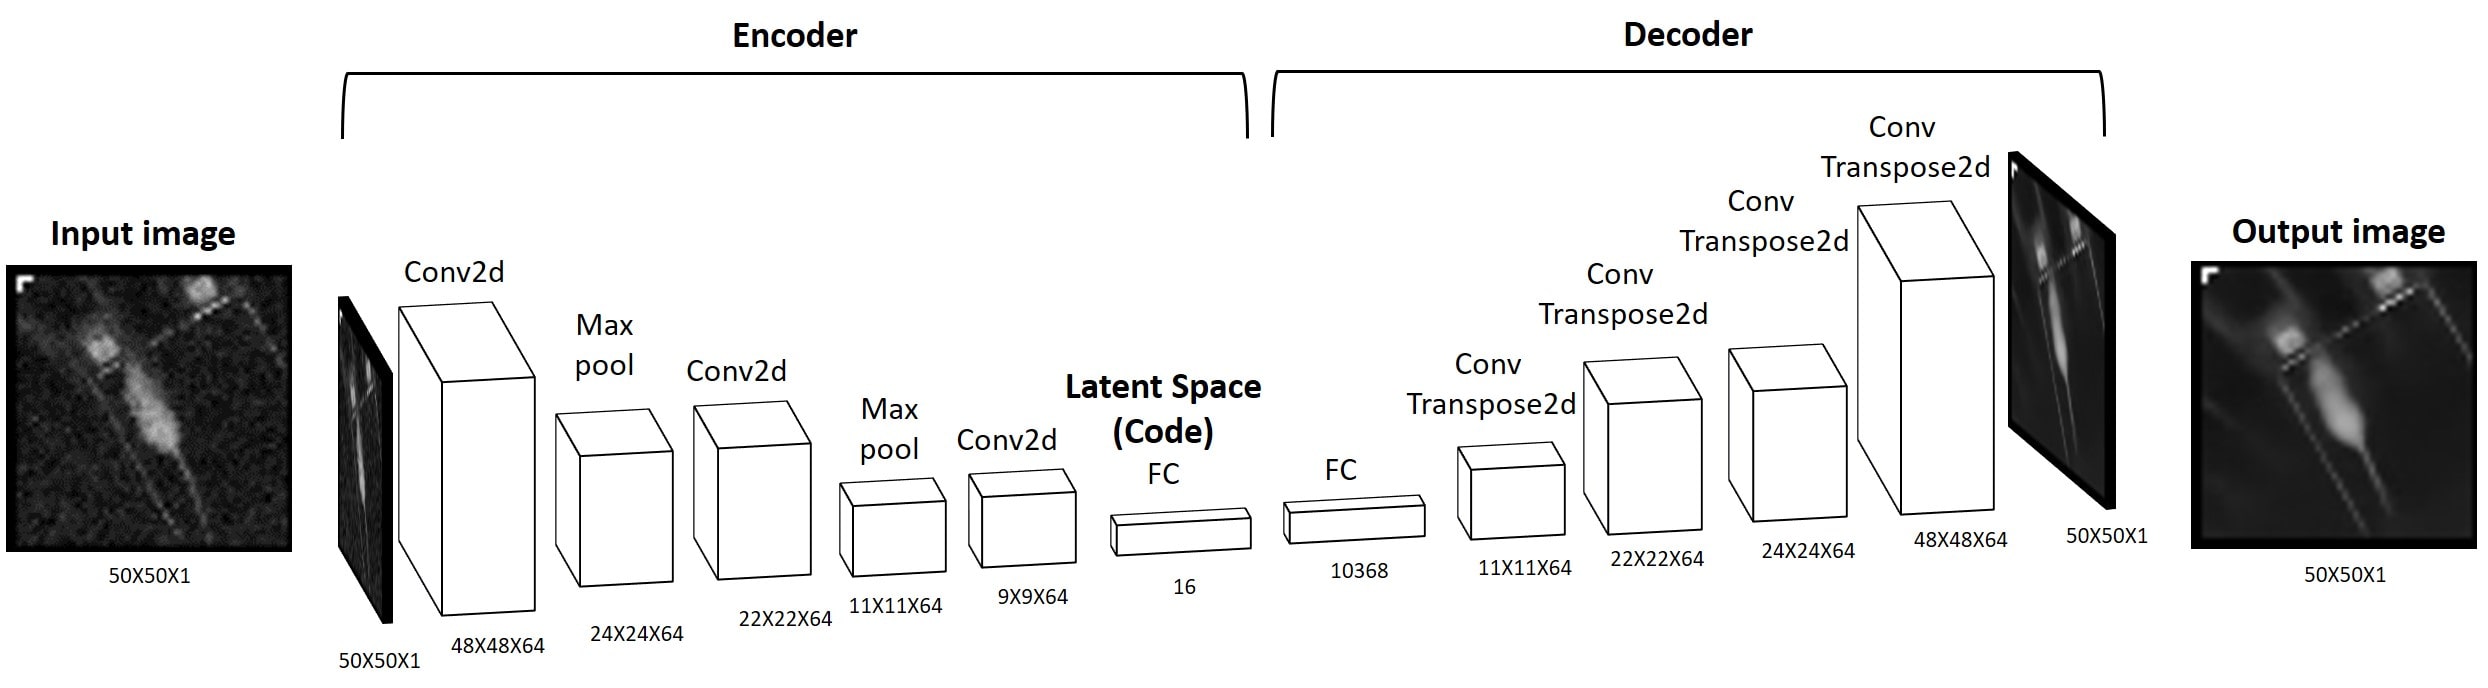 Encoder
Decoder
Input image
50X50X1
50X50X1
Conv2d
48X48X64
Max
pool
24X24X64
Conv2d
22X22X64
Max
pool
11X11X64
Conv2d
9X9X64
Latent Space
(Code)
FC
16
FC
10368
Conv
Transpose2d
11X11X64
Conv
Transpose2d
22X22X64
Conv
Transpose2d
24X24X64
Conv
Transpose2d
48X48X64
50X50X1
Output image
50X50X1